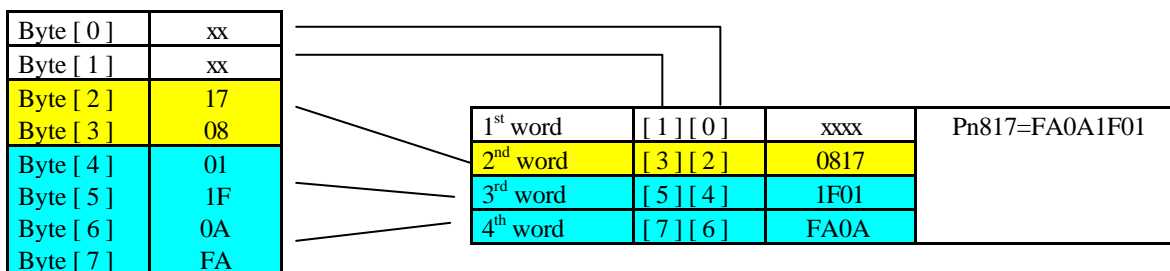 Byte [ 0 ] xx
Byte [ 1 ] xx
Byte [ 2 ] 17
Byte [ 3 ] 08
Byte [ 4 ] 01
Byte [ 5 ] 1F
Byte [ 6 ] 0A
Byte [ 7 ] FA
1st word [ 1 ][ 0 ] xxxx Pn817=FA0A1F01
2nd word [ 3 ][ 2 ] 0817
3rd word [ 5 ][ 4 ] 1F01
4th word [ 7 ][ 6 ] FA0A